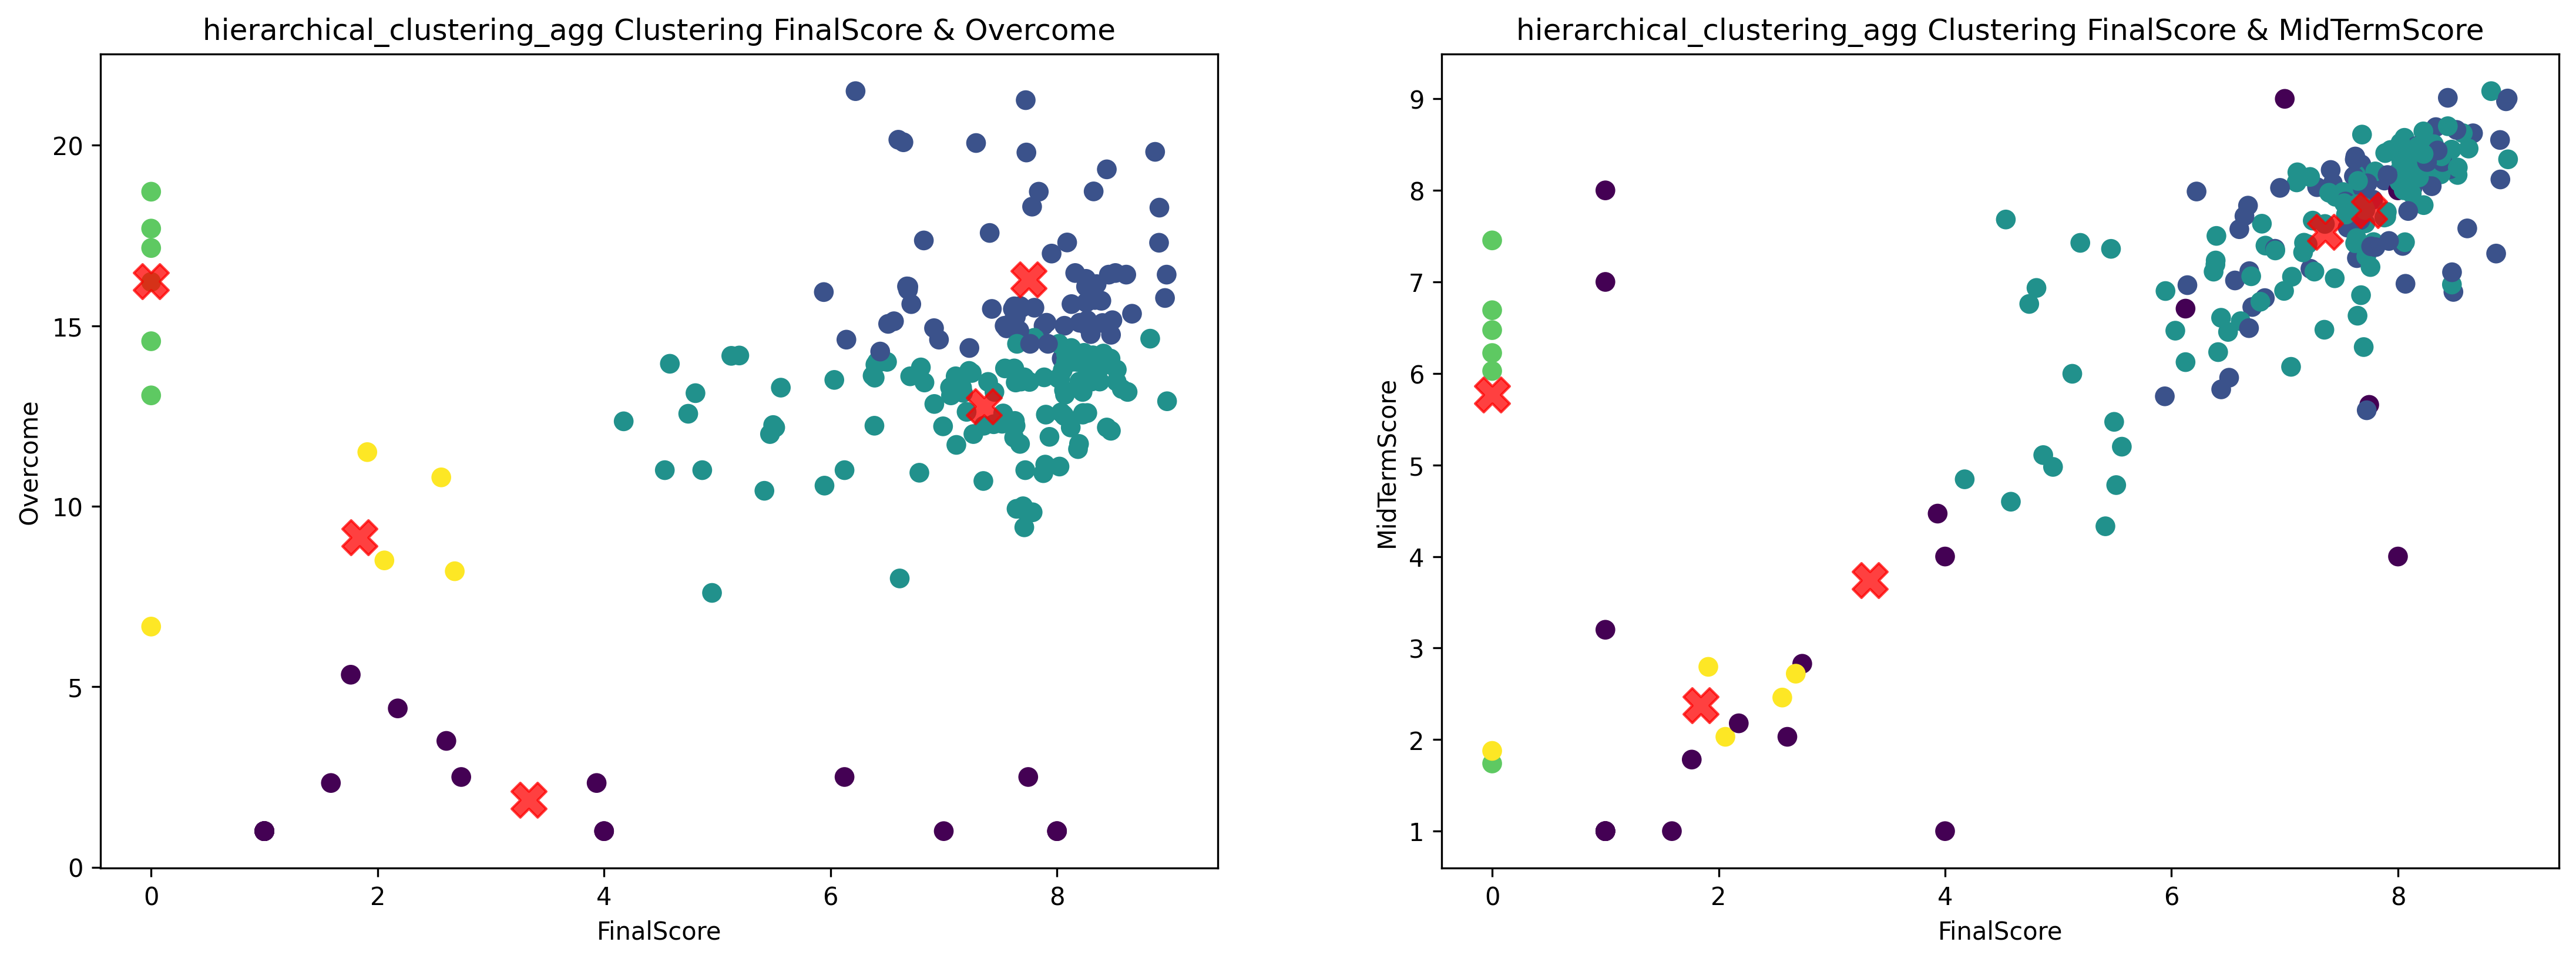 hierarchical_clustering_agg Clustering FinalScore & Overcome
20
15
10
5
0
Overcome
0 2 4 6 8
FinalScore
hierarchical_clustering_agg Clustering FinalScore & MidTermScore
9
8
7
6
5
4
3
2
1
MidTermScore
0 2 4 6 8
FinalScore